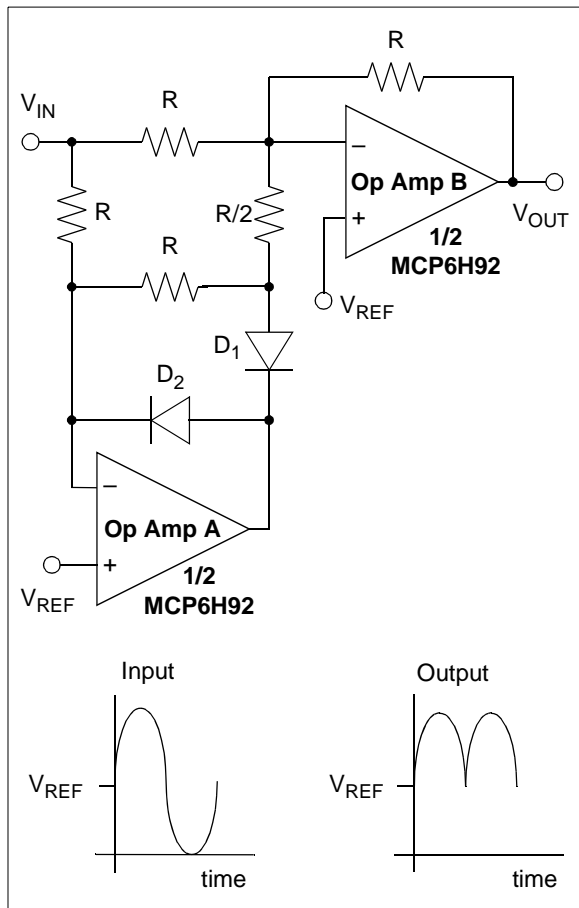 R
V_IN
R
R
R/2
Op Amp B
V_OUT
1/2
MCP6H92
R
V_REF
D_1
D_2
Op Amp A
V_REF
1/2
MCP6H92
Input
Output
V_REF
V_REF
time
time